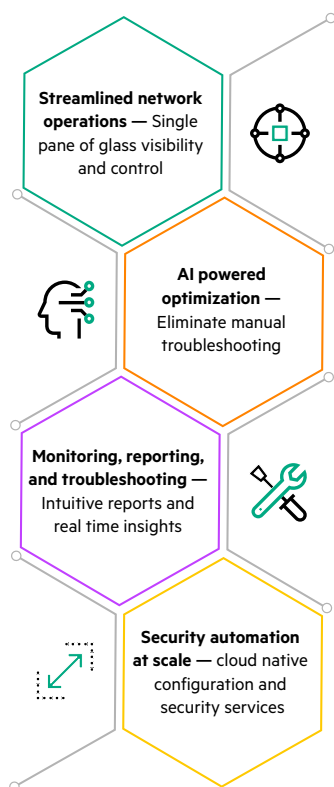 Streamlined network
operations — Single
pane of glass visibility
and control
AI powered
optimization —
Eliminate manual
troubleshooting
Monitoring, reporting,
and troubleshooting —
Intuitive reports and
real time insights
Security automation
at scale — cloud native
configuration and
security services